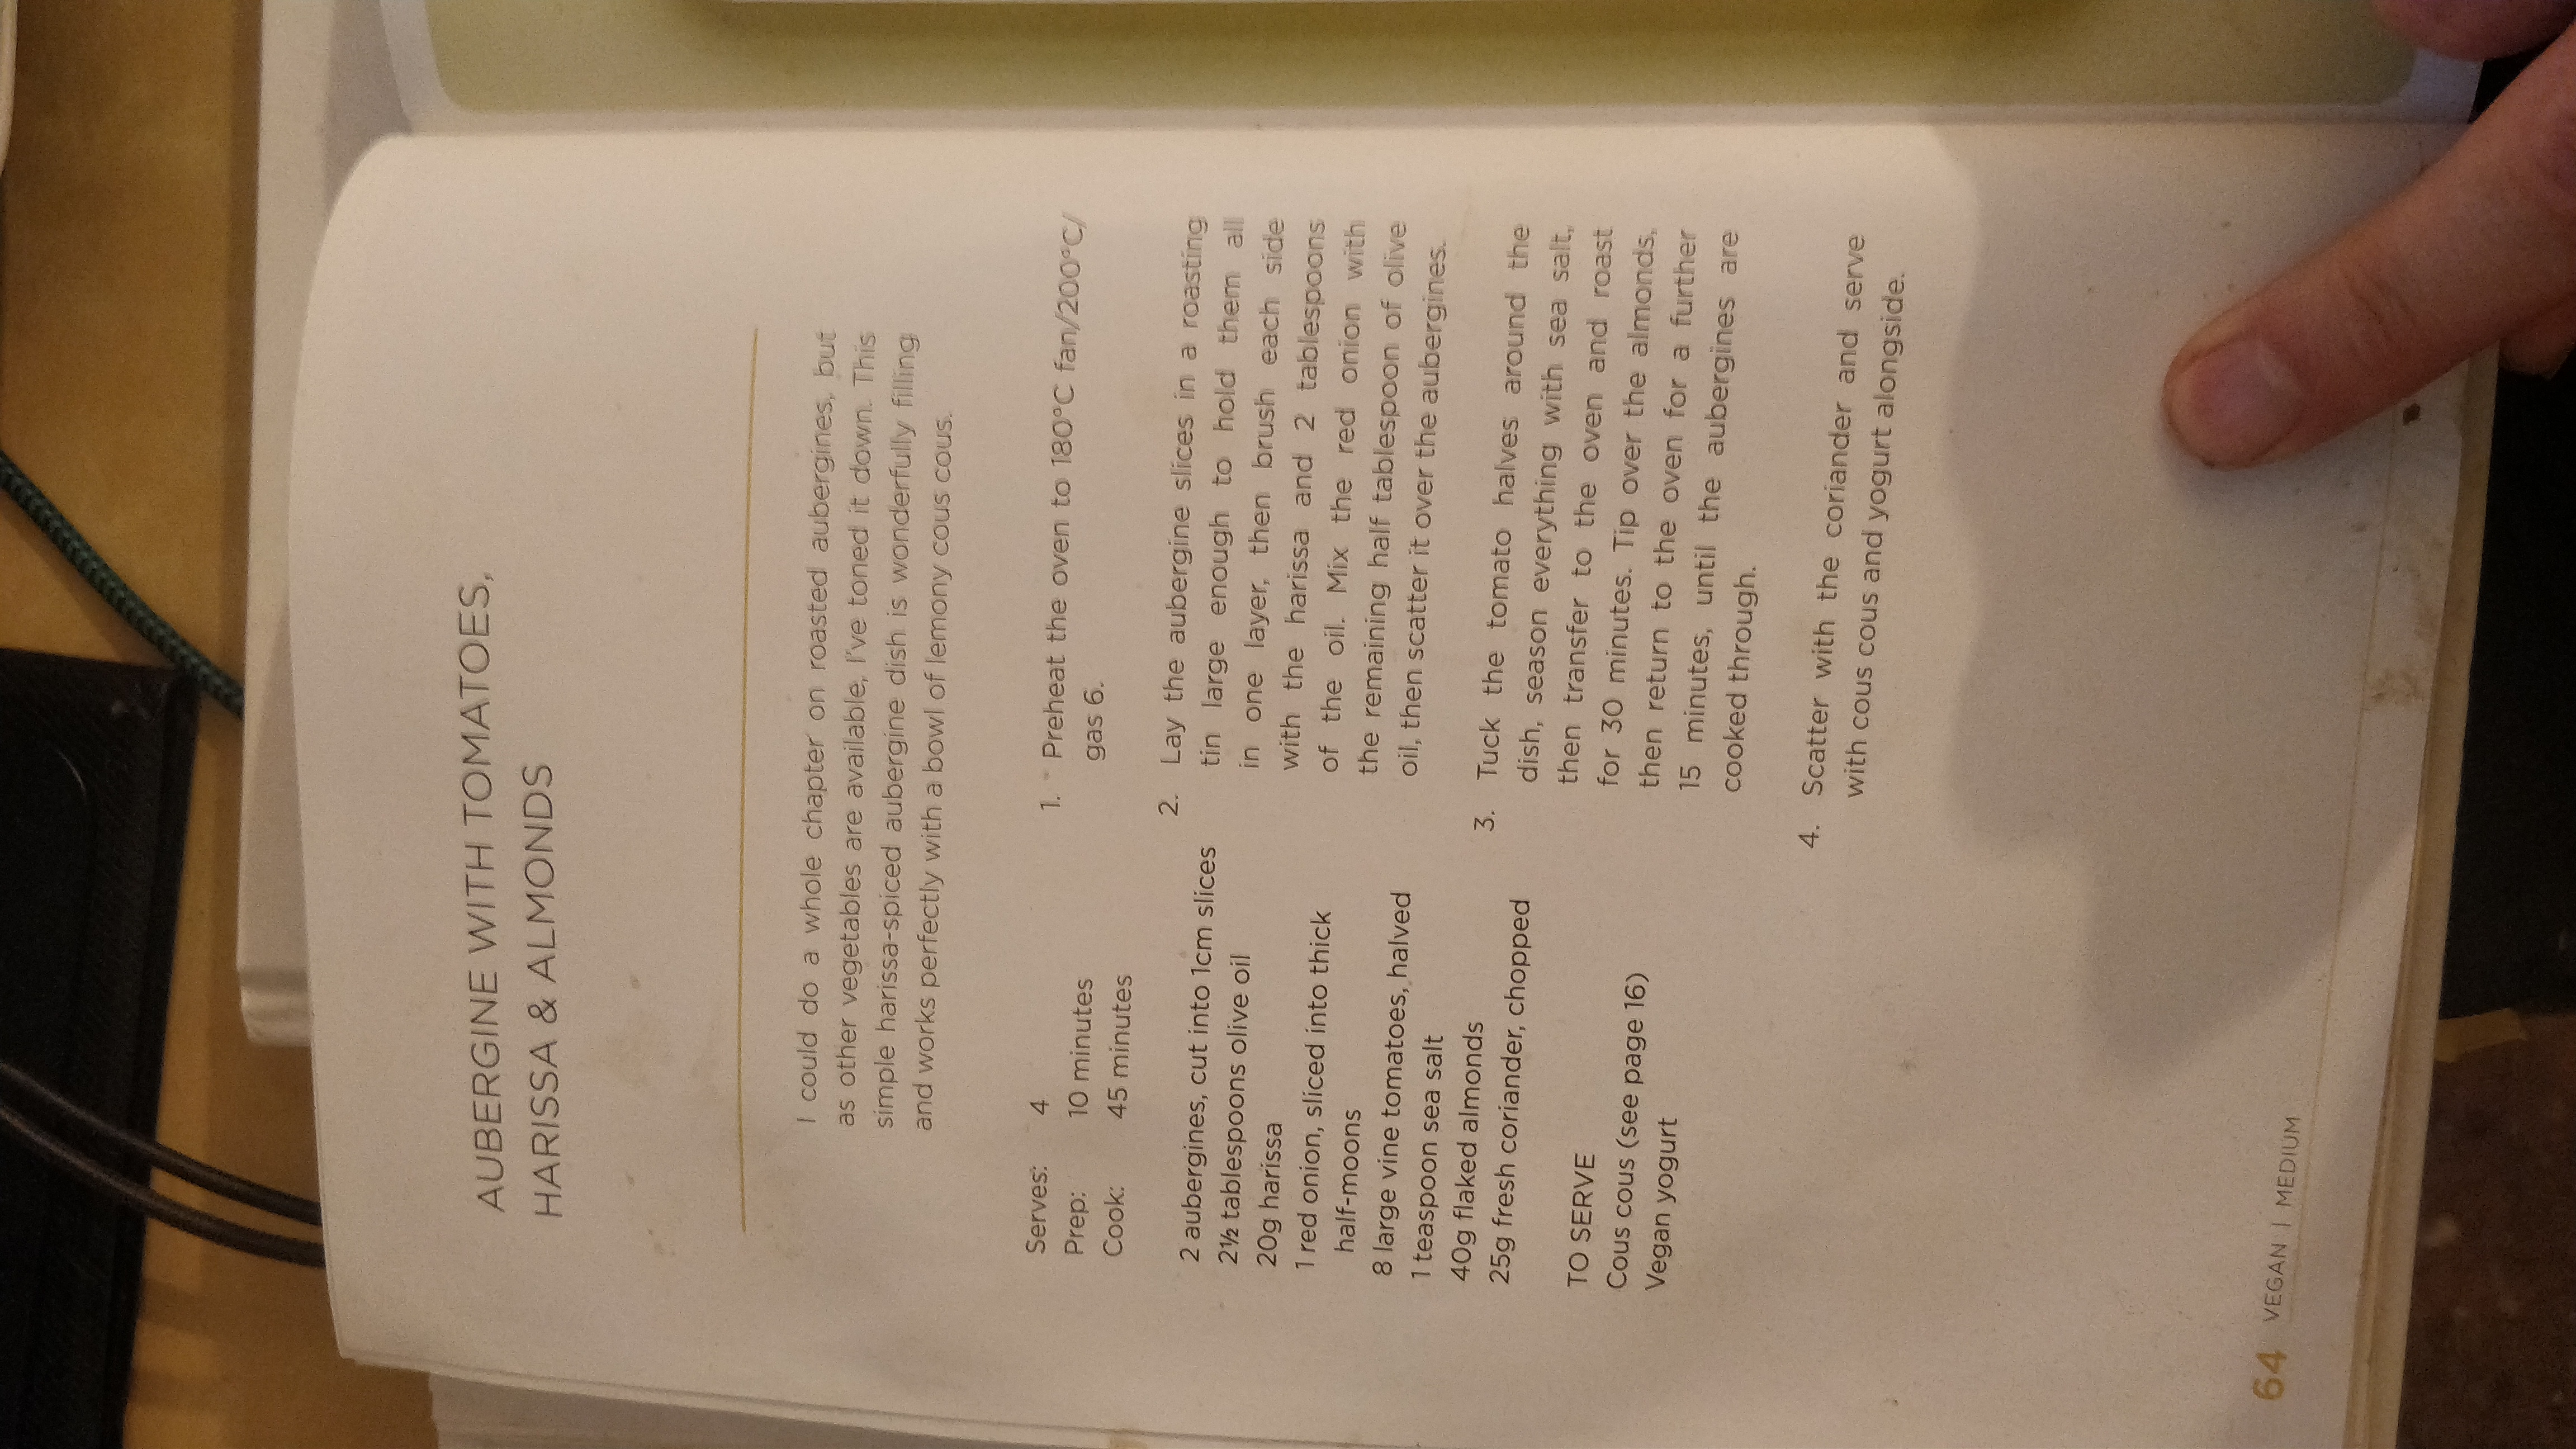 AUBERGINE WITH TOMATOES,
HARISSA & ALMONDS
I could do a whole chapter on roasted aubergines, but
as other vegetables are available, I've toned it down. This
simple harissa-spiced aubergine dish is wonderfully filling
and works perfectly with a bowl of lemony cous cous.
Serves: 4
Prep: 10 minutes
Cook: 45 minutes
2 aubergines, cut into 1cm slices
2½ tablespoons olive oil
20g harissa
1 red onion, sliced into thick
half-moons
8 large vine tomatoes, halved
1 teaspoon sea salt
40g flaked almonds
25g fresh coriander, chopped
TO SERVE
Cous cous (see page 16)
Vegan yogurt
1. Preheat the oven to 180°C fan/200°C/
gas 6.
2. Lay the aubergine slices in a roasting
tin large enough to hold them all
in one layer, then brush each side
with the harissa and 2 tablespoons
of the oil. Mix the red onion with
the remaining half tablespoon of olive
oil, then scatter it over the aubergines.
3. Tuck the tomato halves around the
dish, season everything with sea salt,
then transfer to the oven and roast
for 30 minutes. Tip over the almonds,
then return to the oven for a further
15 minutes, until the aubergines are
cooked through.
4. Scatter with the coriander and serve
with cous cous and yogurt alongside.
64 VEGAN | MEDIUM